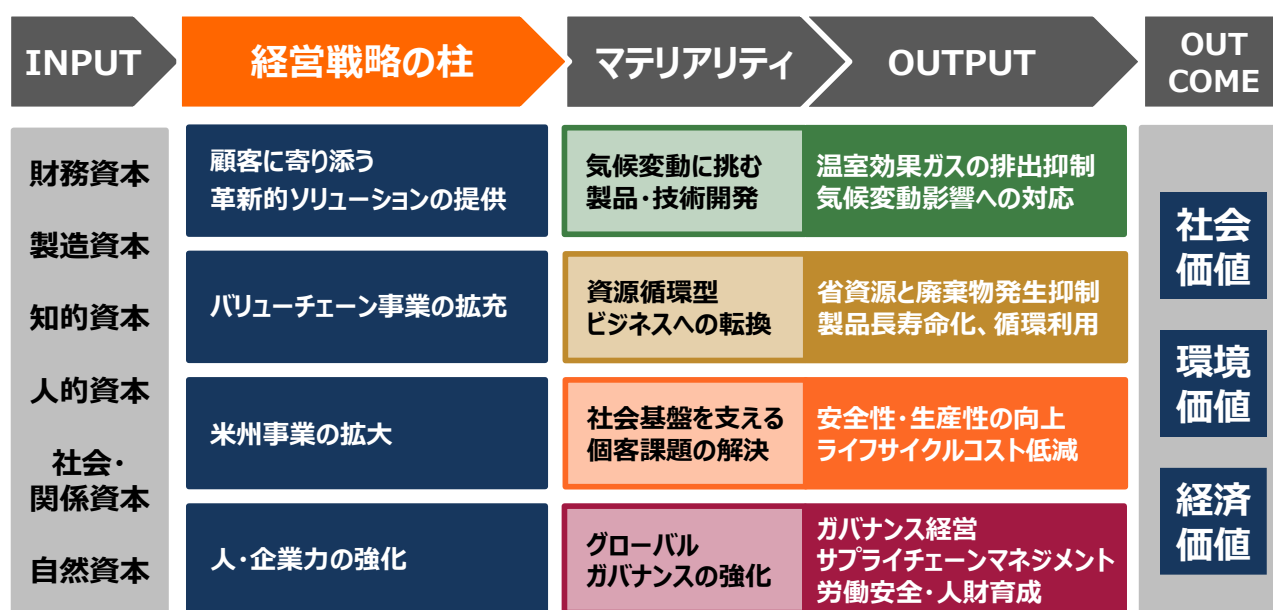 INPUT
経営戦略の柱
マテリアリティ
OUTPUT
OUT
COME
財務資本
製造資本
知的資本
人的資本
社会・
関係資本
自然資本
顧客に寄り添う
革新的ソリューションの提供
気候変動に挑む
製品・技術開発
温室効果ガスの排出抑制
気候変動影響への対応
バリューチェーン事業の拡充
資源循環型
ビジネスへの転換
省資源と廃棄物発生抑制
製品長寿命化、循環利用
米州事業の拡大
社会基盤を支える
個客課題の解決
安全性・生産性の向上
ライフサイクルコスト低減
人・企業力の強化
グローバル
ガバナンスの強化
ガバナンス経営
サプライチェーンマネジメント
労働安全・人財育成
社会
価値
環境
価値
経済
価値